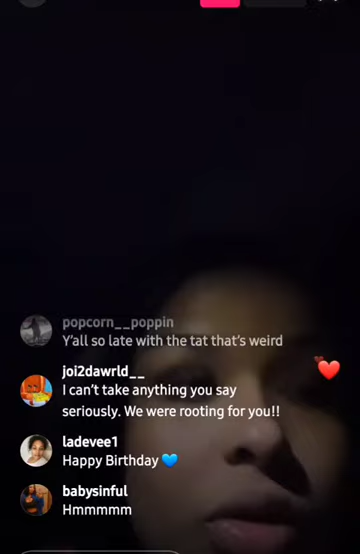 popcorn__poppin
Y'all so late with the tat that's weird
joi2dawrld__
I can't take anything you say
seriously. We were rooting for you!!
ladevee1
Happy Birthday 💙
babysinful
Hmmmmm